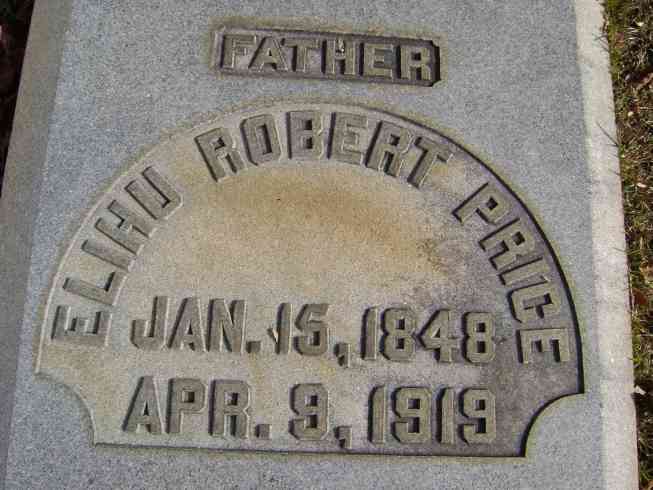 FATHER
ELIHU ROBERT PRICE
JAN. 15, 1848
APR. 9, 1919